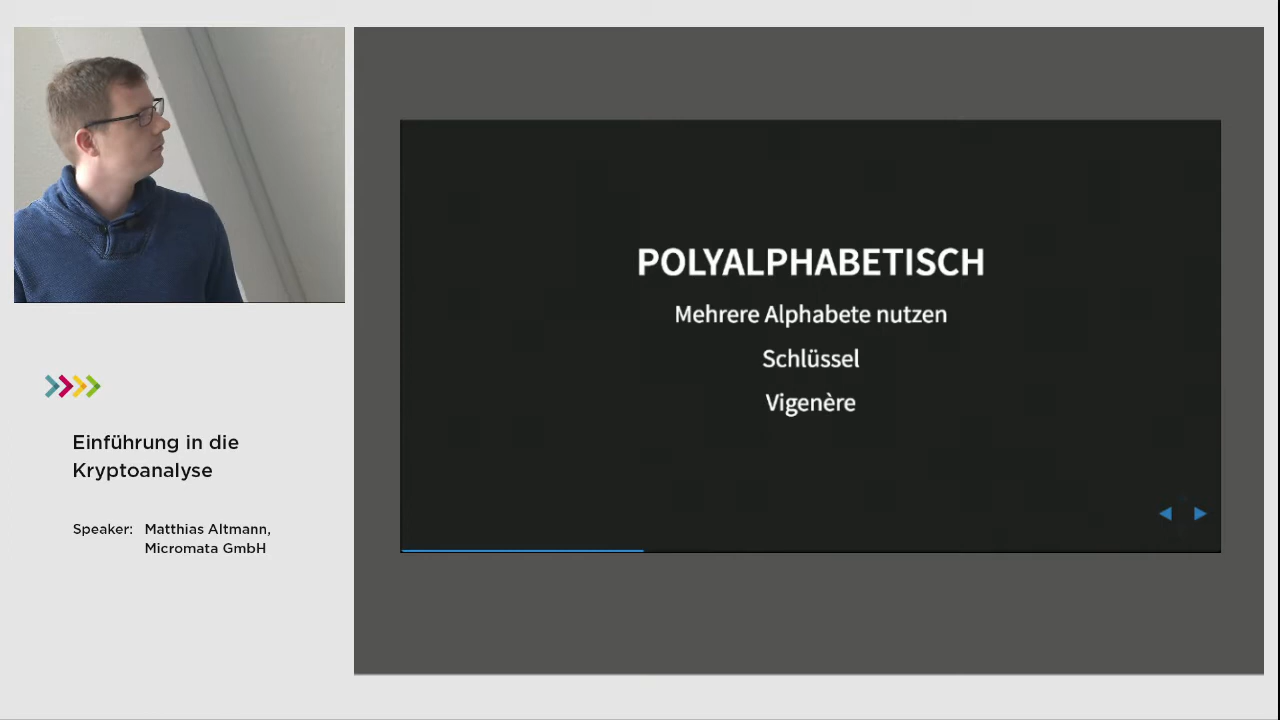 POLYALPHABETISCH
Mehrere Alphabete nutzen
Schlüssel
Vigenère
Einführung in die
Kryptoanalyse
Speaker: Matthias Altmann,
Micromata GmbH